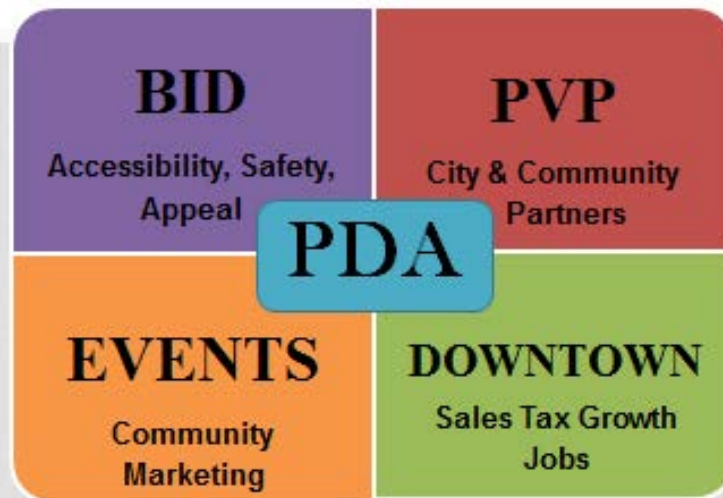 BID
Accessibility, Safety,
Appeal
PVP
City & Community
Partners
PDA
EVENTS
Community
Marketing
DOWNTOWN
Sales Tax Growth
Jobs